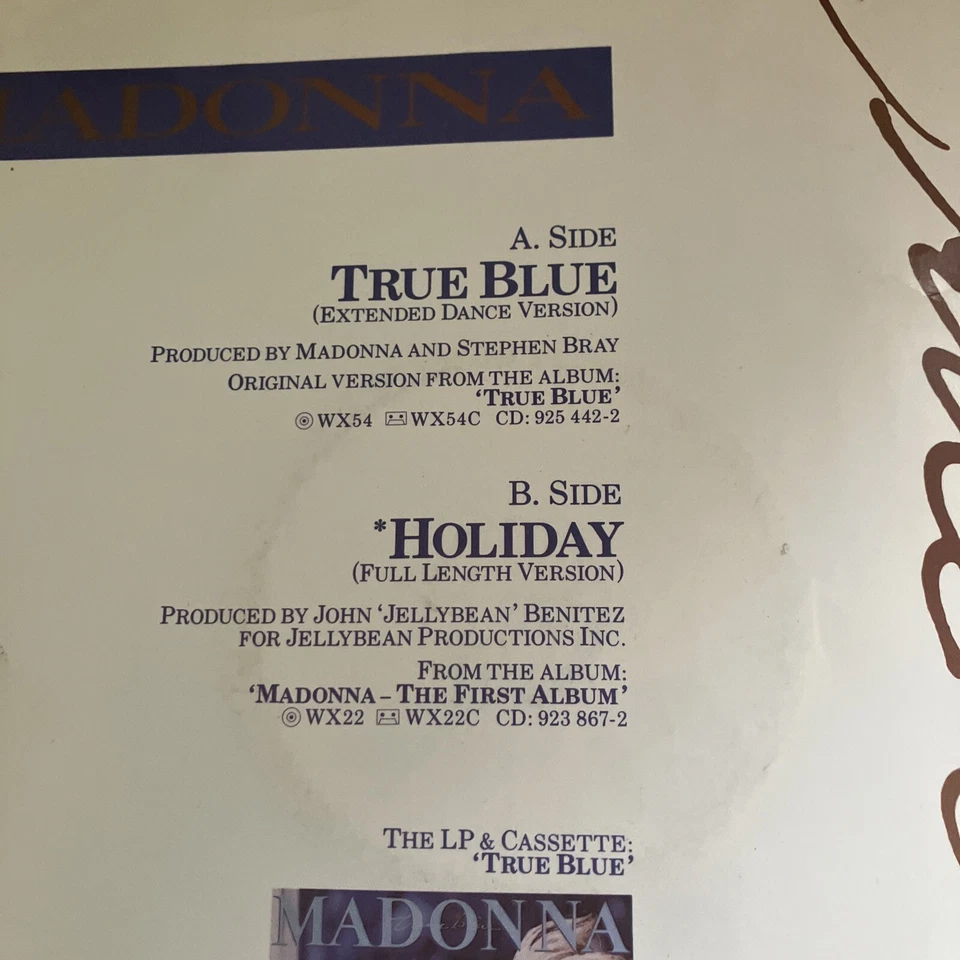 MADONNA
A. SIDE
TRUE BLUE
(EXTENDED DANCE VERSION)
PRODUCED BY MADONNA AND STEPHEN BRAY
ORIGINAL VERSION FROM THE ALBUM:
‘TRUE BLUE’
WX54 WX54C CD: 925 442-2
B. SIDE
*HOLIDAY
(FULL LENGTH VERSION)
PRODUCED BY JOHN ‘JELLYBEAN’ BENITEZ
FOR JELLYBEAN PRODUCTIONS INC.
FROM THE ALBUM:
‘MADONNA – THE FIRST ALBUM’
WX22 WX22C CD: 923 867-2
THE LP & CASSETTE:
‘TRUE BLUE’
MADONNA